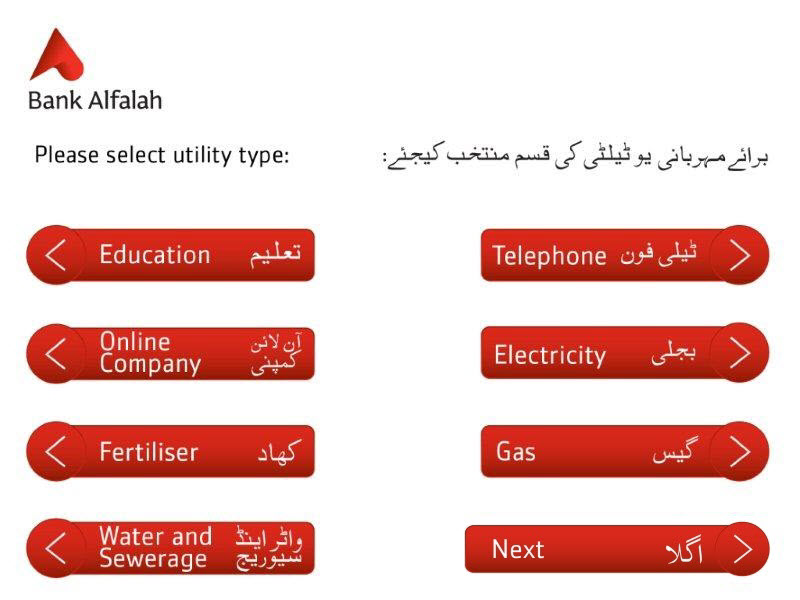 Bank Alfalah
Please select utility type:
برائے مہربانی یوٹیلٹی کی قسم منتخب کیجئے:
Education تعلیم
Telephone ٹیلی فون
Online Company آن لائن کمپنی
Electricity بجلی
Fertiliser کھاد
Gas گیس
Water and Sewerage واٹر اینڈ سیوریج
Next اگلا